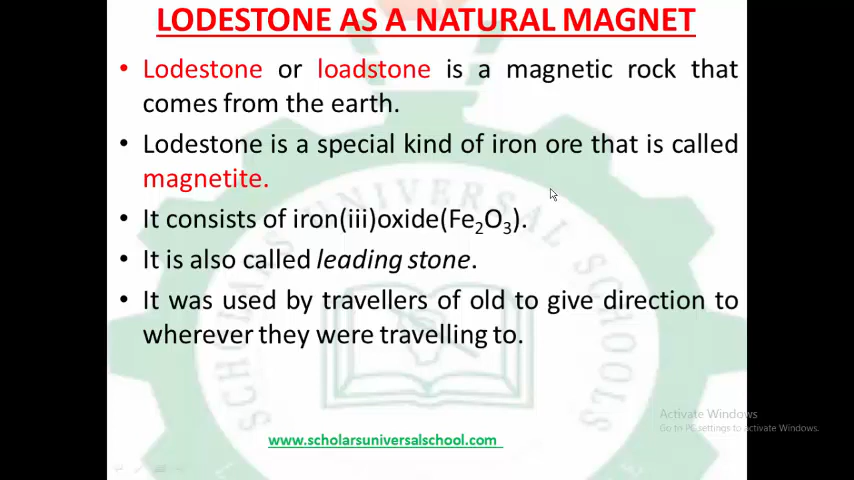 LODESTONE AS A NATURAL MAGNET
• Lodestone or loadstone is a magnetic rock that
comes from the earth.
• Lodestone is a special kind of iron ore that is called
magnetite.
• It consists of iron(iii)oxide(Fe₂O₃).
• It is also called leading stone.
• It was used by travellers of old to give direction to
wherever they were travelling to.
SCHOLARS UNIVERSAL SCHOOLS
www.scholarsuniversalschool.com
Activate Windows
Go to PC settings to activate Windows.